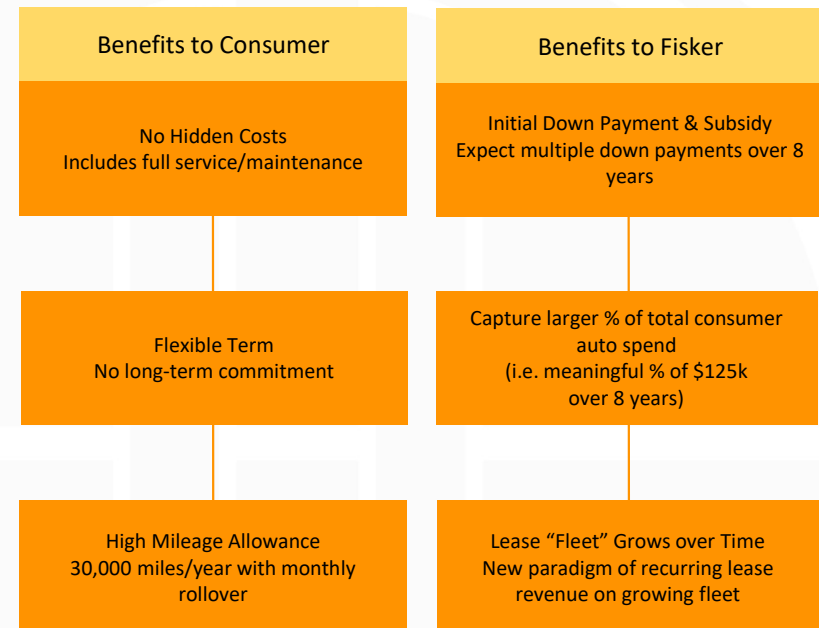 Benefits to Consumer
No Hidden Costs
Includes full service/maintenance
Flexible Term
No long-term commitment
High Mileage Allowance
30,000 miles/year with monthly
rollover
Benefits to Fisker
Initial Down Payment & Subsidy
Expect multiple down payments over 8
years
Capture larger % of total consumer
auto spend
(i.e. meaningful % of $125k
over 8 years)
Lease “Fleet” Grows over Time
New paradigm of recurring lease
revenue on growing fleet